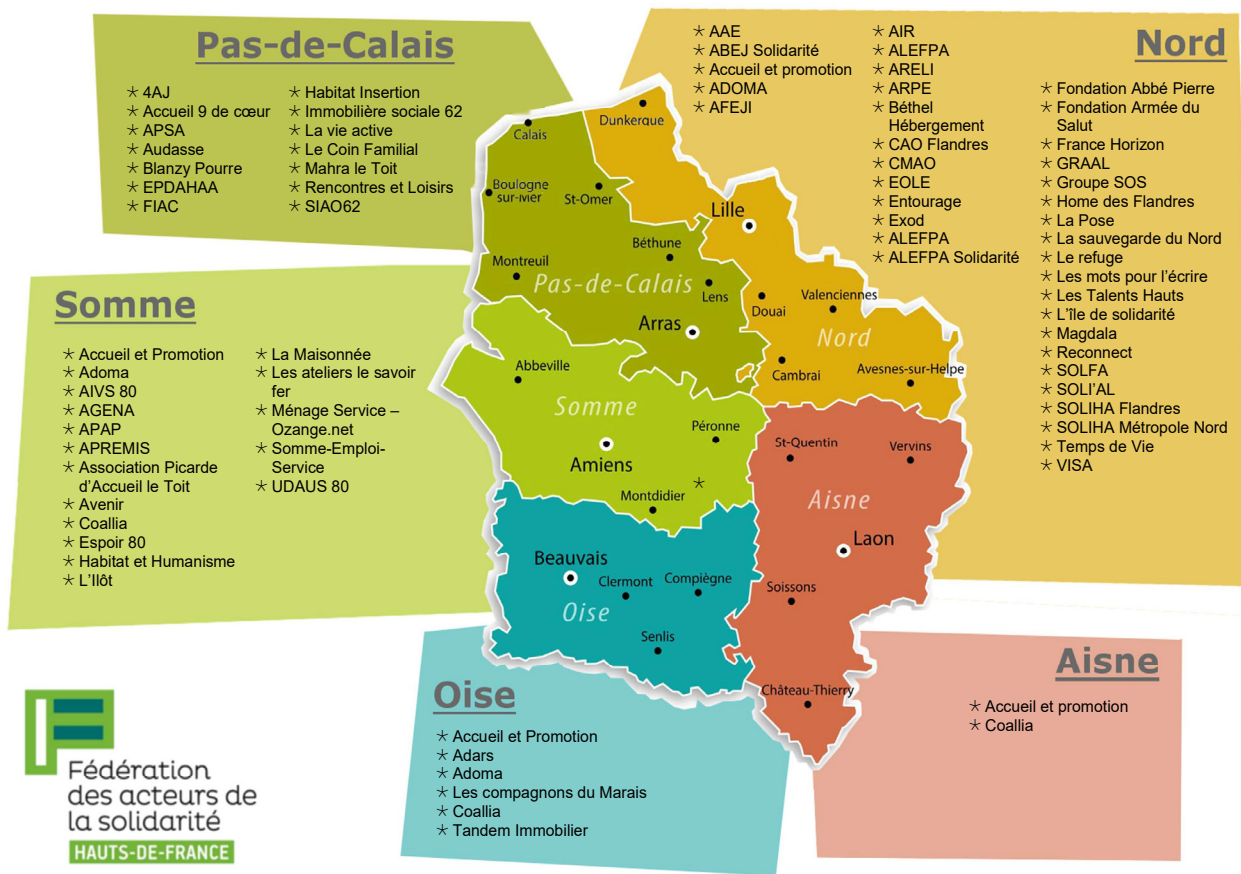 Pas-de-Calais
✶ 4AJ
✶ Accueil 9 de cœur
✶ APSA
✶ Audasse
✶ Blanzy Pourre
✶ EPDAHAA
✶ FIAC
✶ Habitat Insertion
✶ Immobilière sociale 62
✶ La vie active
✶ Le Coin Familial
✶ Mahra le Toit
✶ Rencontres et Loisirs
✶ SIAO62
Nord
✶ AAE
✶ ABEJ Solidarité
✶ Accueil et promotion
✶ ADOMA
✶ AFEJI
✶ AIR
✶ ALEFPA
✶ ARELI
✶ ARPE
✶ Béthel
Hébergement
✶ CAO Flandres
✶ CMAO
✶ EOLE
✶ Entourage
✶ Exod
✶ ALEFPA
✶ ALEFPA Solidarité
✶ Fondation Abbé Pierre
✶ Fondation Armée du
Salut
✶ France Horizon
✶ GRAAL
✶ Groupe SOS
✶ Home des Flandres
✶ La Pose
✶ La sauvegarde du Nord
✶ Le refuge
✶ Les mots pour l'écrire
✶ Les Talents Hauts
✶ L'île de solidarité
✶ Magdala
✶ Reconnect
✶ SOLFA
✶ SOLI'AL
✶ SOLIHA Flandres
✶ SOLIHA Métropole Nord
✶ Temps de Vie
✶ VISA
Somme
✶ Accueil et Promotion
✶ Adoma
✶ AIVS 80
✶ AGENA
✶ APAP
✶ APREMIS
✶ Association Picarde
d'Accueil le Toit
✶ Avenir
✶ Coallia
✶ Espoir 80
✶ Habitat et Humanisme
✶ L'Ilôt
✶ La Maisonnée
✶ Les ateliers le savoir
fer
✶ Ménage Service –
Ozange.net
✶ Somme-Emploi-
Service
✶ UDAUS 80
Dunkerque
Calais
Boulogne
sur-Mer
St-Omer
Lille
Béthune
Montreuil
Pas-de-Calais
Lens
Douai
Valenciennes
Arras
Nord
Cambrai
Avesnes-sur-Helpe
Abbeville
Somme
Péronne
Amiens
St-Quentin
Vervins
✶
Montdidier
Aisne
Laon
Beauvais
Clermont
Compiègne
Soissons
Oise
Senlis
Château-Thierry
Oise
✶ Accueil et Promotion
✶ Adars
✶ Adoma
✶ Les compagnons du Marais
✶ Coallia
✶ Tandem Immobilier
Aisne
✶ Accueil et promotion
✶ Coallia
Fédération
des acteurs de
la solidarité
HAUTS-DE-FRANCE